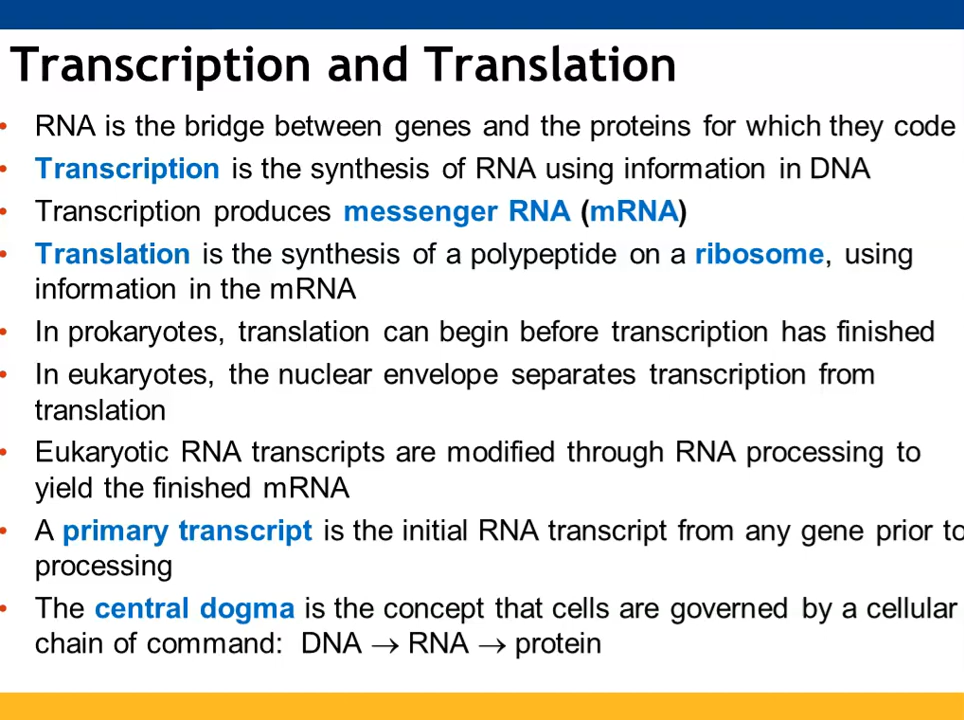 Transcription and Translation
• RNA is the bridge between genes and the proteins for which they code
• Transcription is the synthesis of RNA using information in DNA
• Transcription produces messenger RNA (mRNA)
• Translation is the synthesis of a polypeptide on a ribosome, using
information in the mRNA
• In prokaryotes, translation can begin before transcription has finished
• In eukaryotes, the nuclear envelope separates transcription from
translation
• Eukaryotic RNA transcripts are modified through RNA processing to
yield the finished mRNA
• A primary transcript is the initial RNA transcript from any gene prior to
processing
• The central dogma is the concept that cells are governed by a cellular
chain of command: DNA → RNA → protein